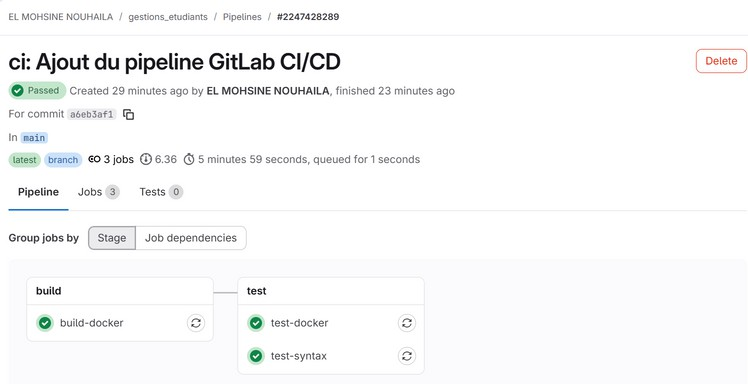 EL MOHSINE NOUHAILA / gestions_etudiants / Pipelines / #2247428289
ci: Ajout du pipeline GitLab CI/CD
Delete
Passed Created 29 minutes ago by EL MOHSINE NOUHAILA, finished 23 minutes ago
For commit a6eb3af1
In main
latest branch 3 jobs 6.36 5 minutes 59 seconds, queued for 1 seconds
Pipeline Jobs 3 Tests 0
Group jobs by Stage Job dependencies
build
build-docker
test
test-docker
test-syntax